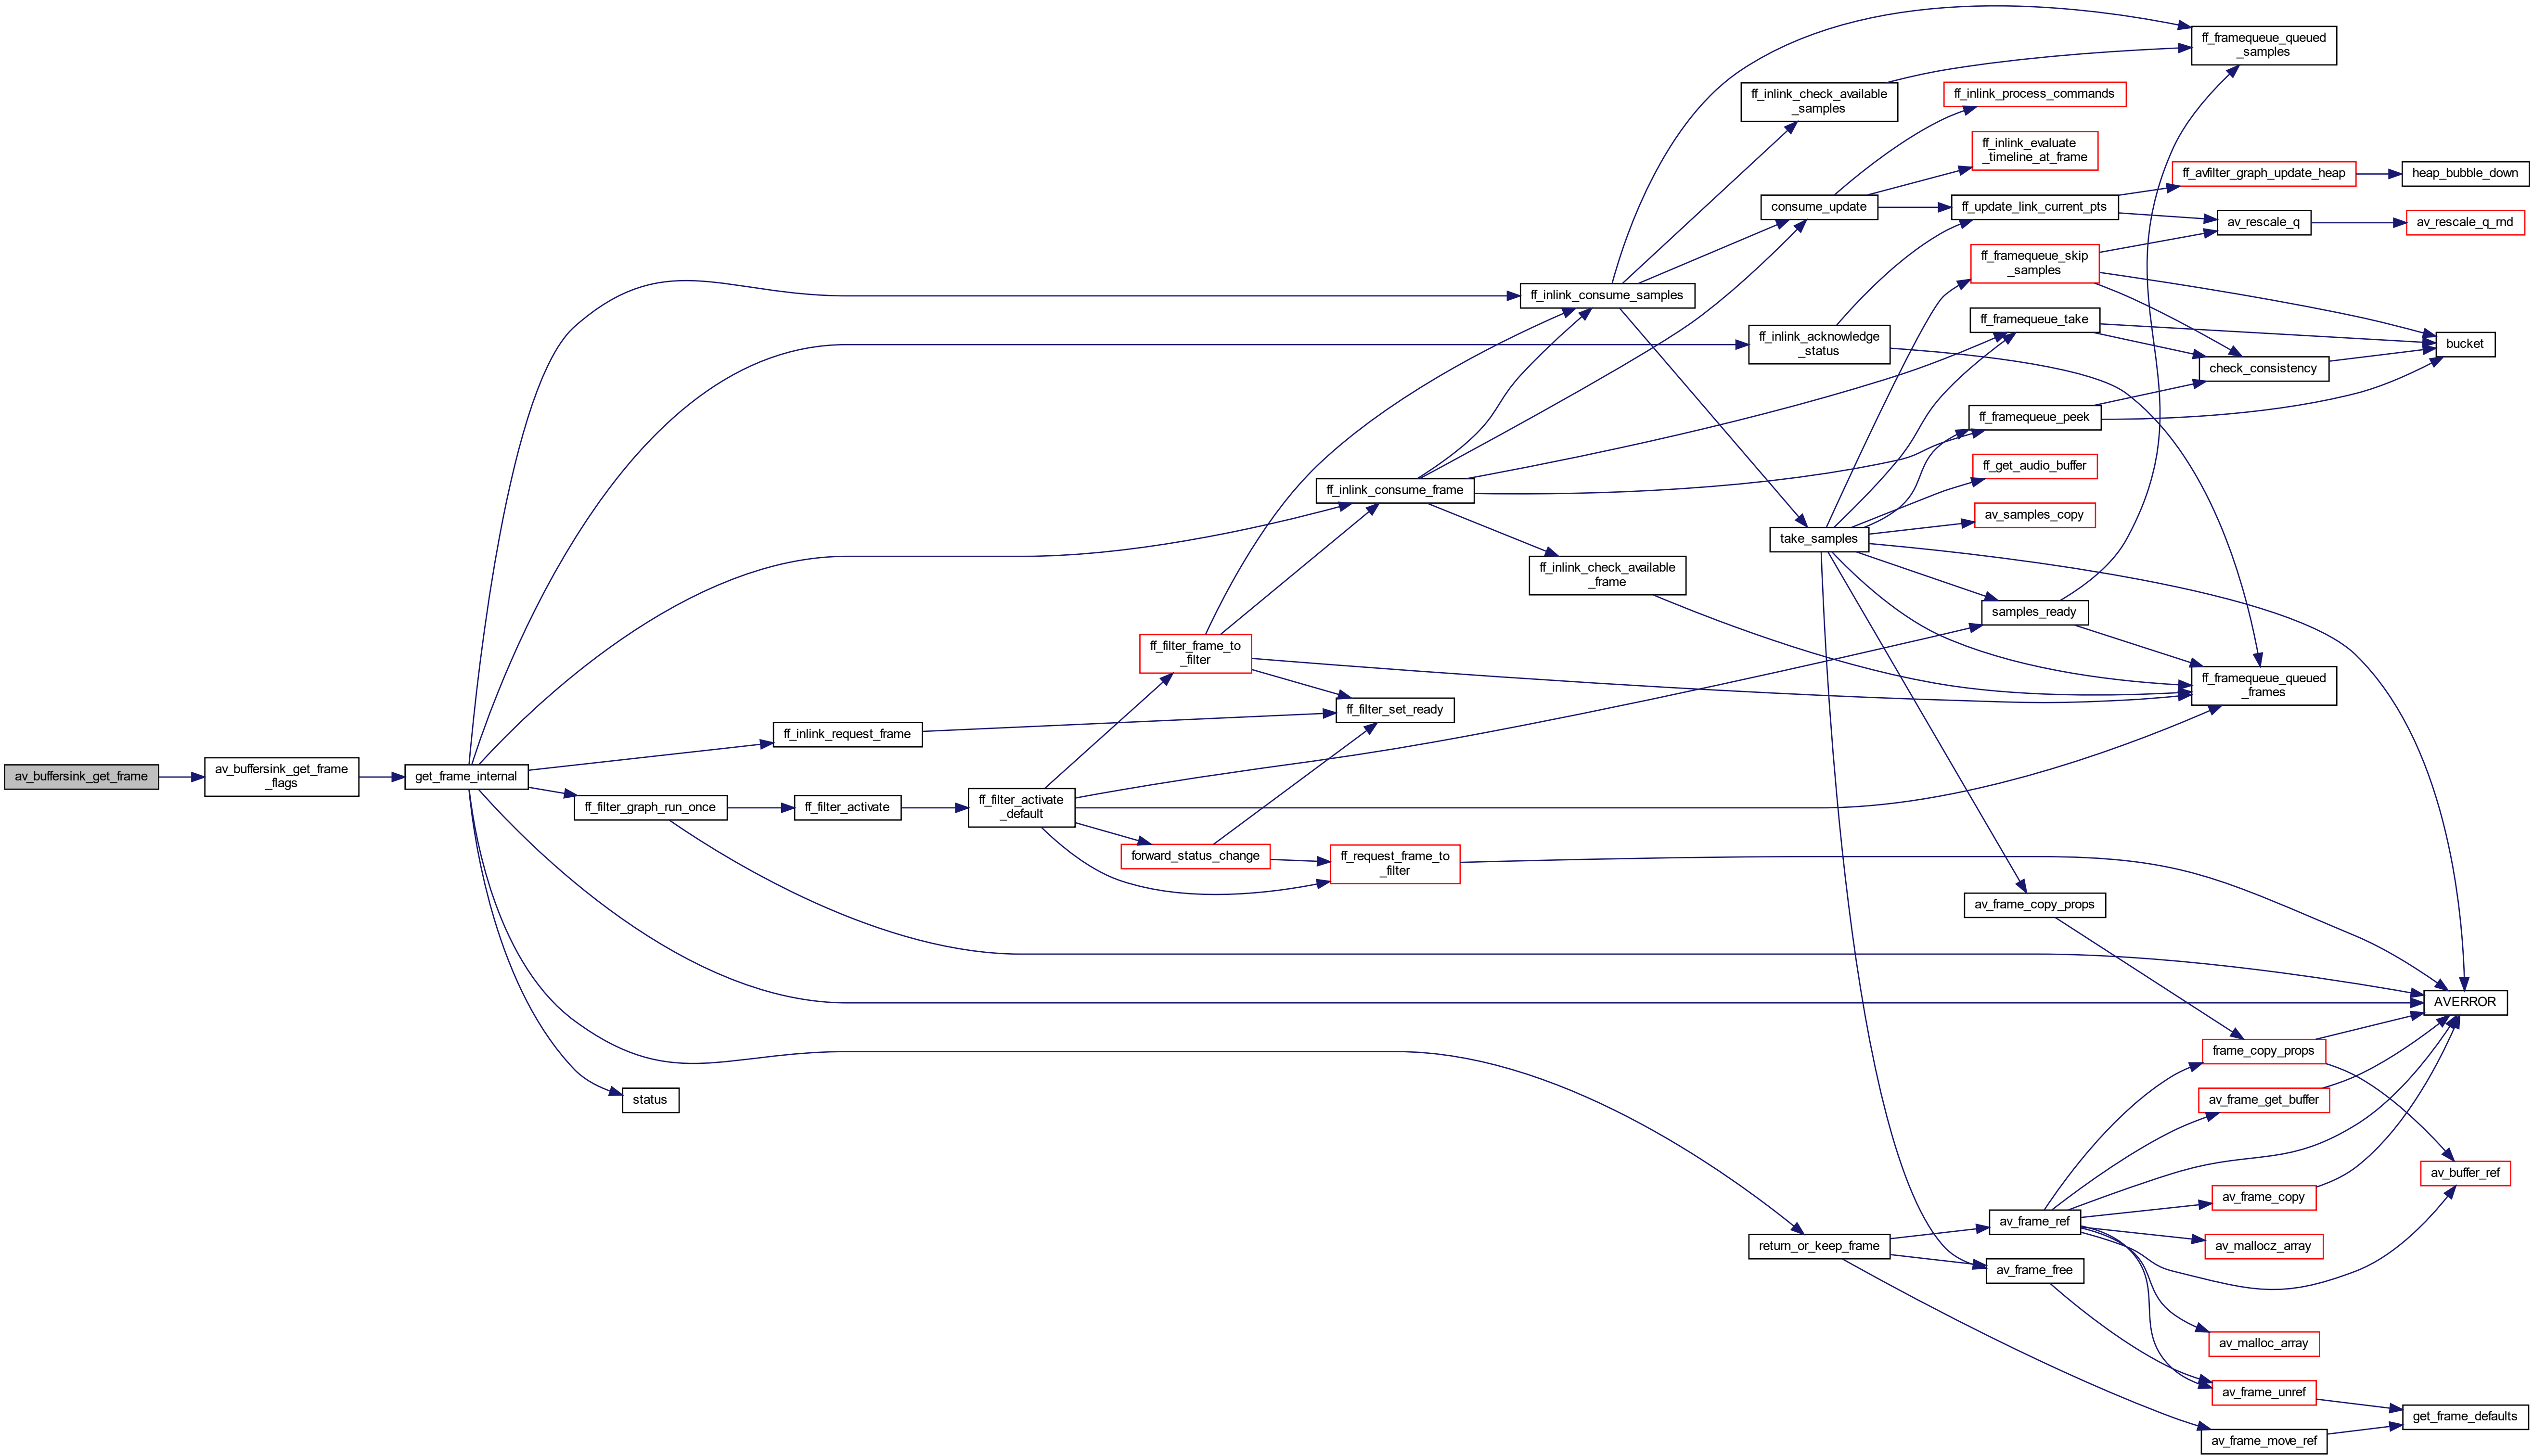 ff_framequeue_queued
_samples
ff_inlink_check_available
_samples
ff_inlink_process_commands
ff_inlink_evaluate
_timeline_at_frame
ff_avfilter_graph_update_heap
heap_bubble_down
consume_update
ff_update_link_current_pts
av_rescale_q
av_rescale_q_rnd
ff_framequeue_skip
_samples
ff_inlink_consume_samples
ff_framequeue_take
ff_inlink_acknowledge
_status
bucket
check_consistency
ff_framequeue_peek
ff_inlink_consume_frame
ff_get_audio_buffer
av_samples_copy
take_samples
ff_inlink_check_available
_frame
samples_ready
ff_filter_frame_to
_filter
ff_framequeue_queued
_frames
ff_filter_set_ready
ff_inlink_request_frame
av_buffersink_get_frame
av_buffersink_get_frame
_flags
get_frame_internal
ff_filter_graph_run_once
ff_filter_activate
ff_filter_activate
_default
forward_status_change
ff_request_frame_to
_filter
av_frame_copy_props
AVERROR
frame_copy_props
status
av_frame_get_buffer
av_buffer_ref
av_frame_copy
av_frame_ref
return_or_keep_frame
av_mallocz_array
av_frame_free
av_malloc_array
av_frame_unref
get_frame_defaults
av_frame_move_ref